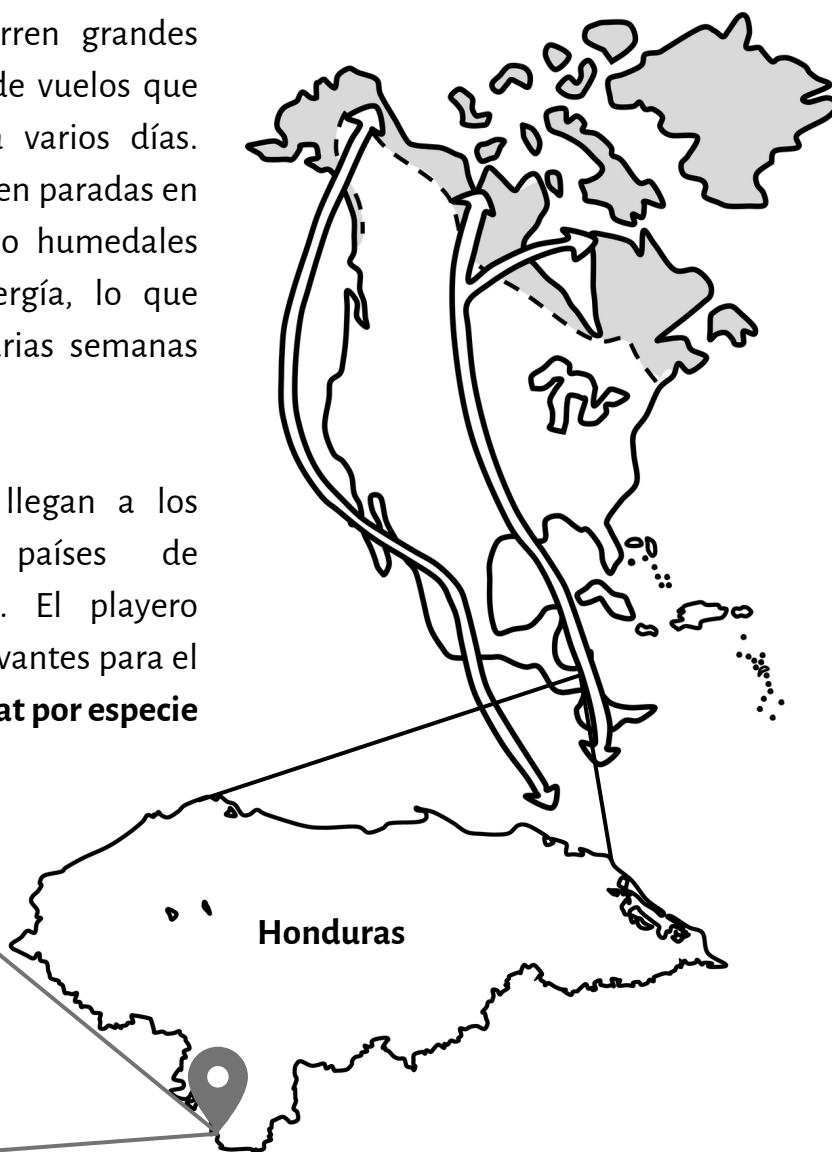 rren grandes
de vuelos que
a varios días.
en paradas en
o humedales
ergía, lo que
arias semanas
llegan a los
países de
. El playero
vantes para el
at por especie
Honduras